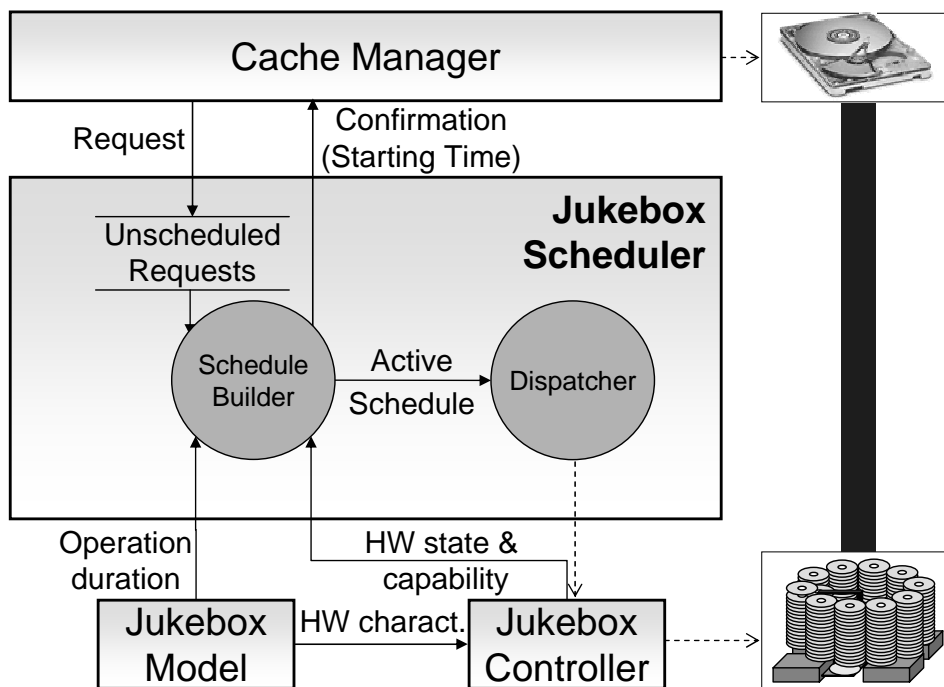 Cache Manager
Request
Confirmation
(Starting Time)
Jukebox
Scheduler
Unscheduled
Requests
Schedule
Builder
Active
Schedule
Dispatcher
Operation
duration
HW state &
capability
Jukebox
Model
HW charact.
Jukebox
Controller